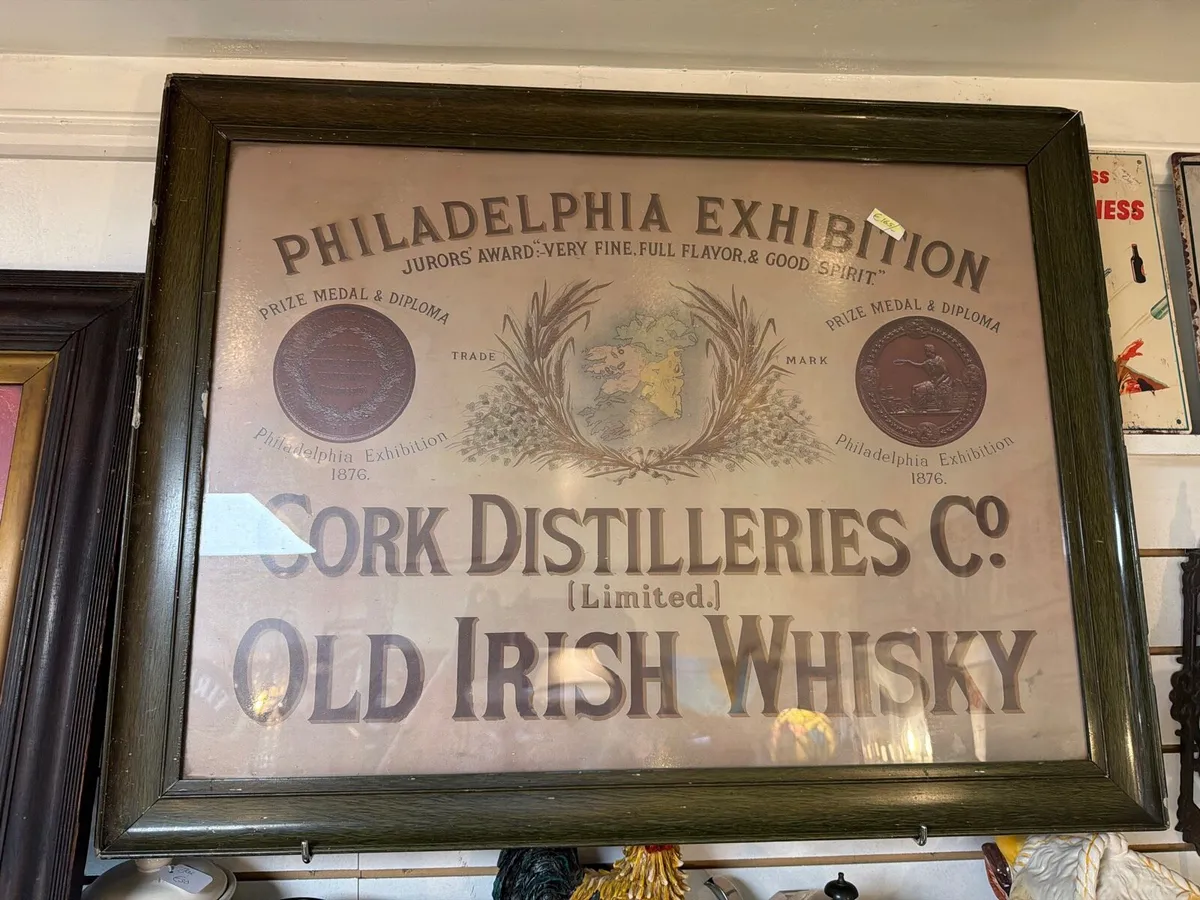 PHILADELPHIA EXHIBITION
JURORS' AWARD:-"VERY FINE, FULL FLAVOR, & GOOD SPIRIT."
PRIZE MEDAL & DIPLOMA
Philadelphia Exhibition
1876.
TRADE
MARK
PRIZE MEDAL & DIPLOMA
Philadelphia Exhibition
1876.
CORK DISTILLERIES Cº.
[Limited.]
OLD IRISH WHISKY